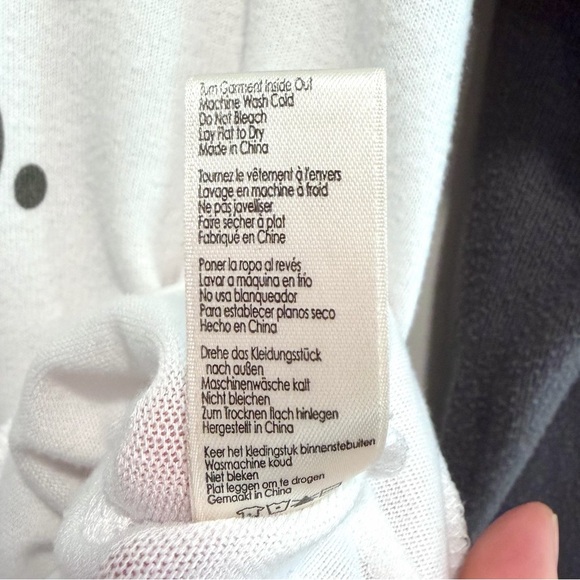 Turn Garment Inside Out
Machine Wash Cold
Do Not Bleach
Lay Flat to Dry
Made in China
Tournez le vêtement à l'envers
Lavage en machine à froid
Ne pas javelliser
Faire sécher à plat
Fabriqué en Chine
Poner la ropa al revés
Lavar a máquina en frío
No usa blanqueador
Para establecer planos seco
Hecho en China
Drehe das Kleidungsstück
nach außen
Maschinenwäsche kalt
Nicht bleichen
Zum Trocknen flach hinlegen
Hergestellt in China
Keer het kledingstuk binnenstebuiten
Wasmachine koud
Niet bleken
Plat leggen om te drogen
Gemaakt in China